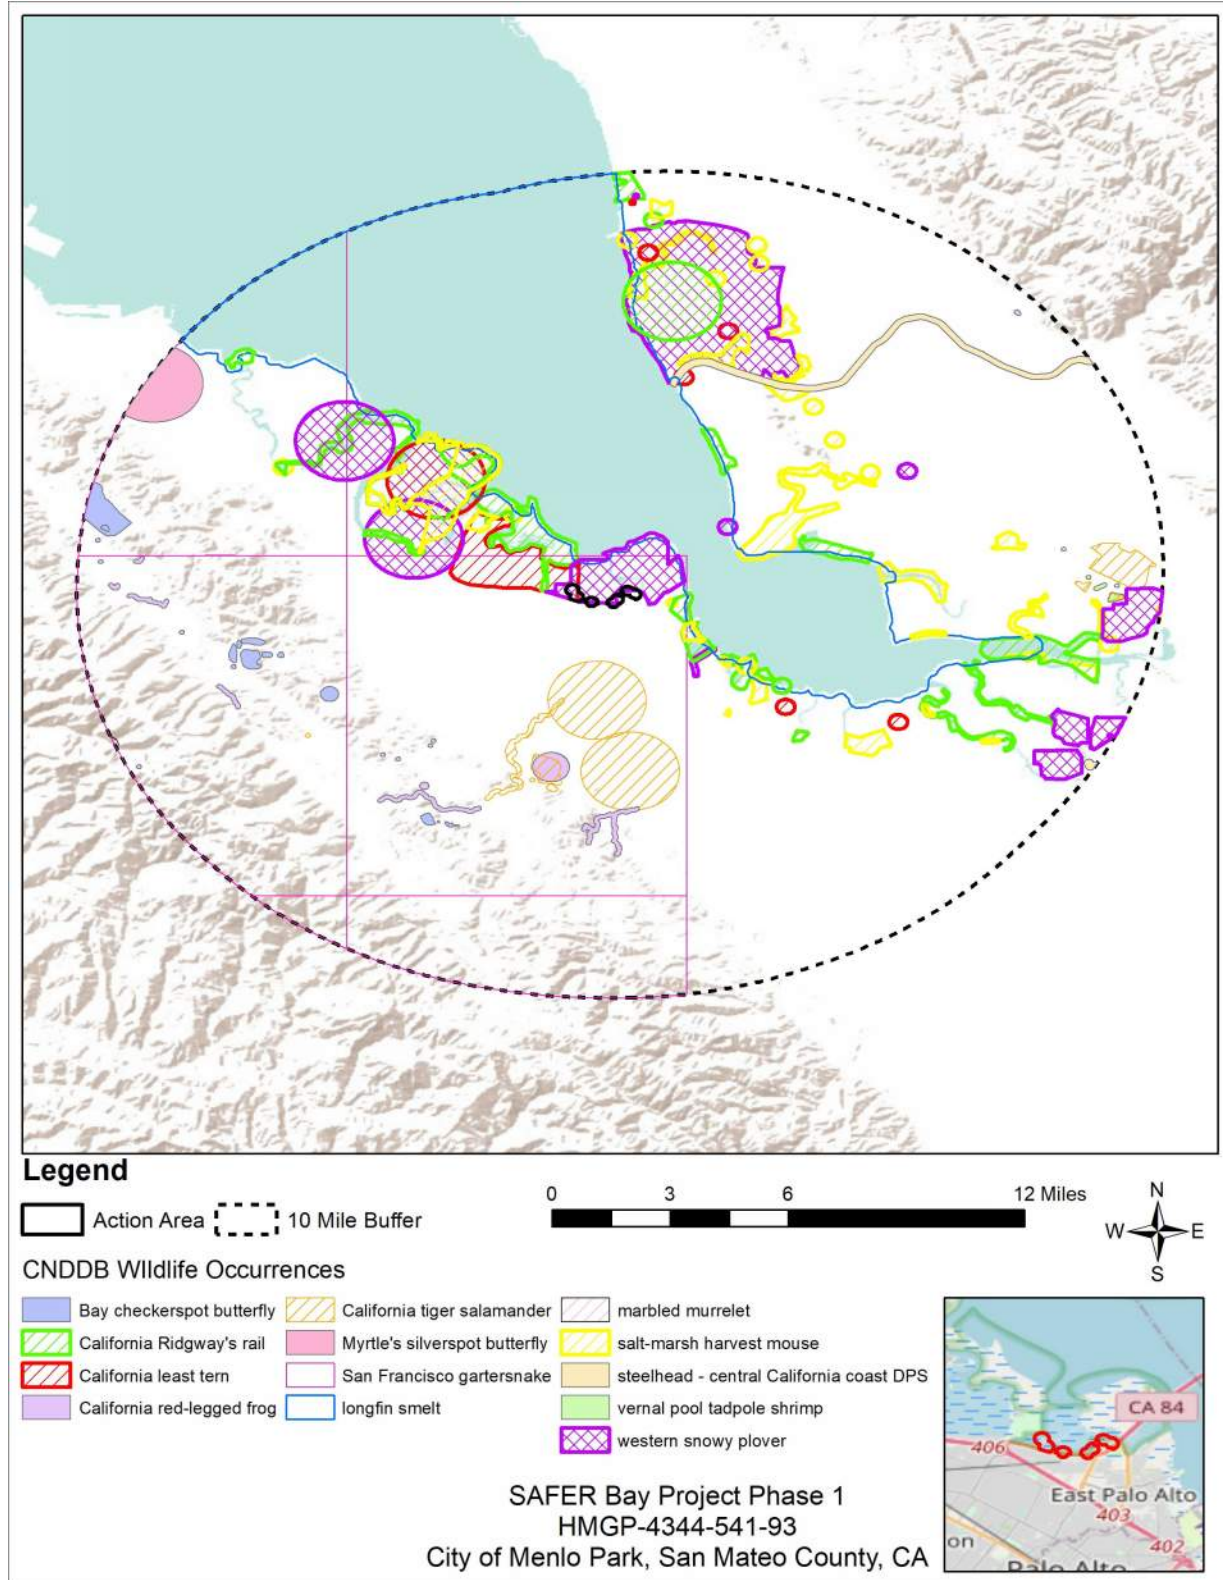 Legend
Action Area
10 Mile Buffer
0 3 6 12 Miles
N
W E
S
CNDDB WIldlife Occurrences
Bay checkerspot butterfly
California Ridgway's rail
California least tern
California red-legged frog
California tiger salamander
Myrtle's silverspot butterfly
San Francisco gartersnake
longfin smelt
marbled murrelet
salt-marsh harvest mouse
steelhead - central California coast DPS
vernal pool tadpole shrimp
western snowy plover
SAFER Bay Project Phase 1
HMGP-4344-541-93
City of Menlo Park, San Mateo County, CA
CA 84
406
East Palo Alto
403
on
402
Palo Alto